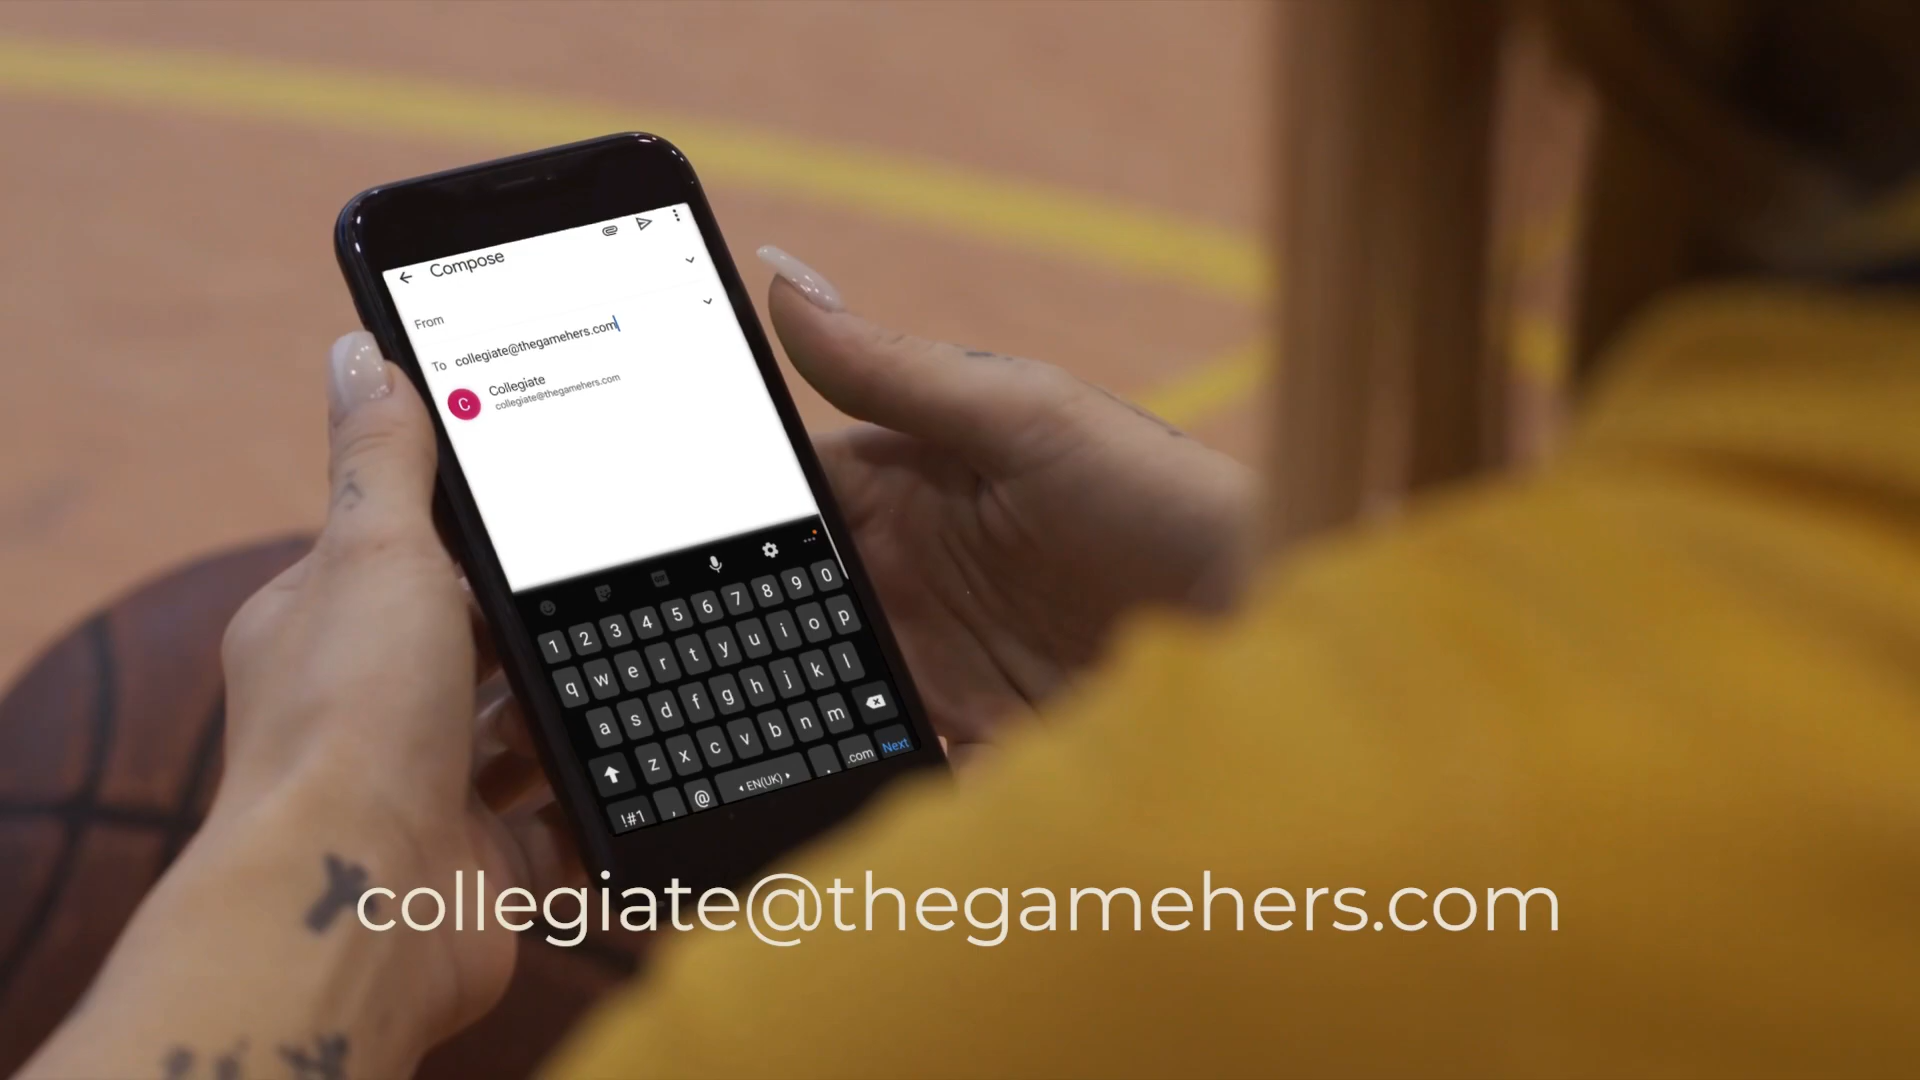 Compose
From
To collegiate@thegamehers.com
C
Collegiate
collegiate@thegamehers.com
1 2 3 4 5 6 7 8 9 0
q w e r t y u i o p
a s d f g h j k l
z x c v b n m
!#1 , @ EN(UK) . .com Next
collegiate@thegamehers.com